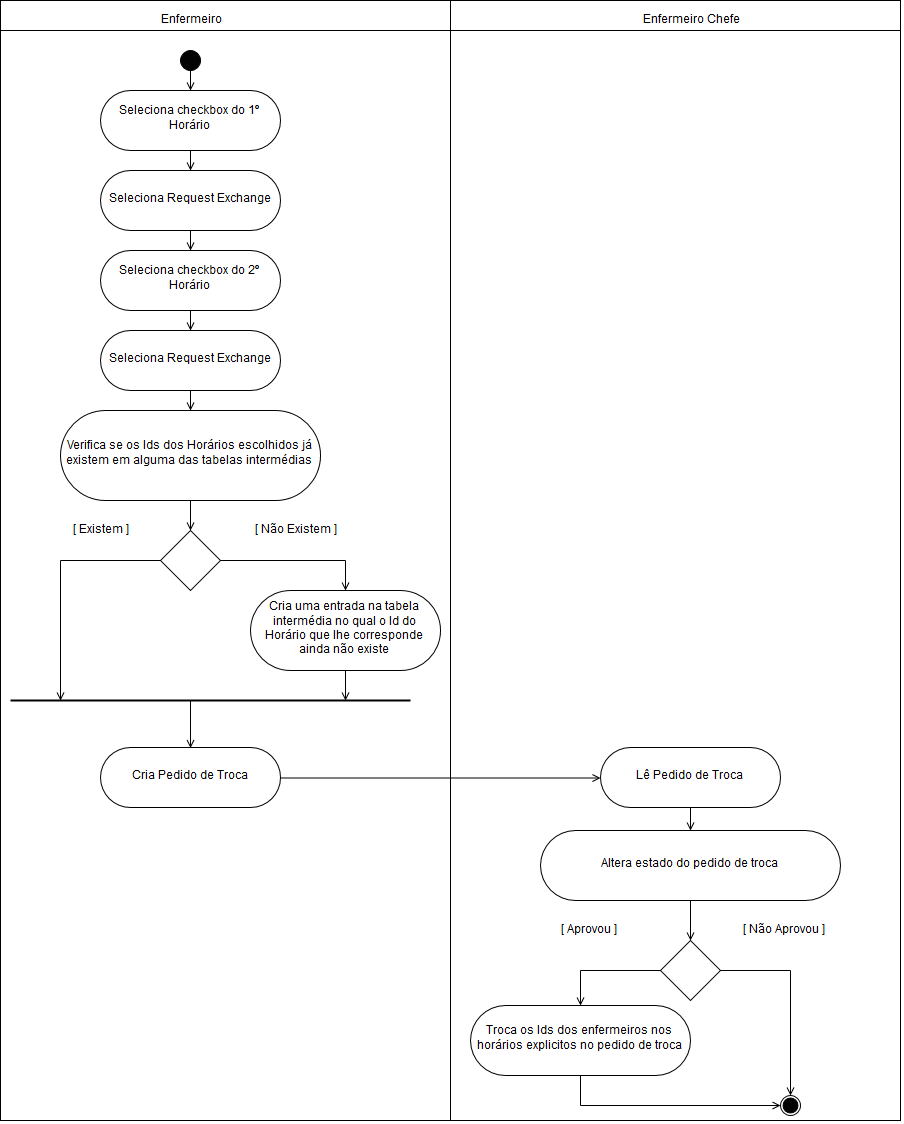 Enfermeiro
Enfermeiro Chefe
Seleciona checkbox do 1º
Horário
Seleciona Request Exchange
Seleciona checkbox do 2º
Horário
Seleciona Request Exchange
Verifica se os Ids dos Horários escolhidos já
existem em alguma das tabelas intermédias
[ Existem ]
[ Não Existem ]
Cria uma entrada na tabela
intermédia no qual o Id do
Horário que lhe corresponde
ainda não existe
Cria Pedido de Troca
Lê Pedido de Troca
Altera estado do pedido de troca
[ Aprovou ]
[ Não Aprovou ]
Troca os Ids dos enfermeiros nos
horários explicitos no pedido de troca